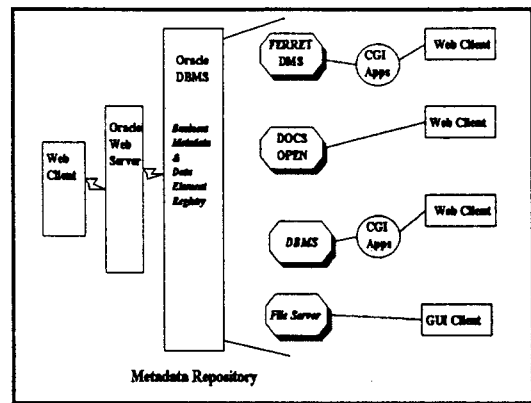 Web
Client
Oracle
Web
Server
Oracle
DBMS
Business
Metadata
&
Data
Element
Registry
FERRET
DMS
CGI
Apps
Web Client
DOCS
OPEN
Web Client
DBMS
CGI
Apps
Web Client
File Server
GUI Client
Metadata Repository